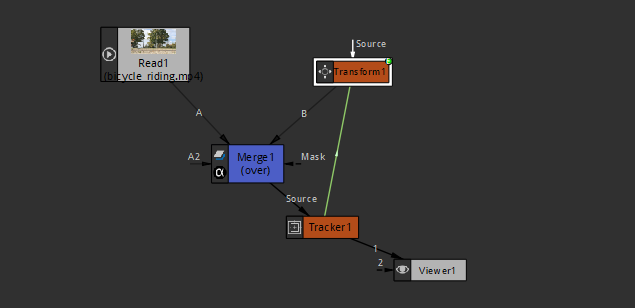 Source
Read1
(bicycle_riding.mp4)
Transform1
A
B
A2
Merge1
(over)
Mask
Source
Tracker1
1
2
Viewer1